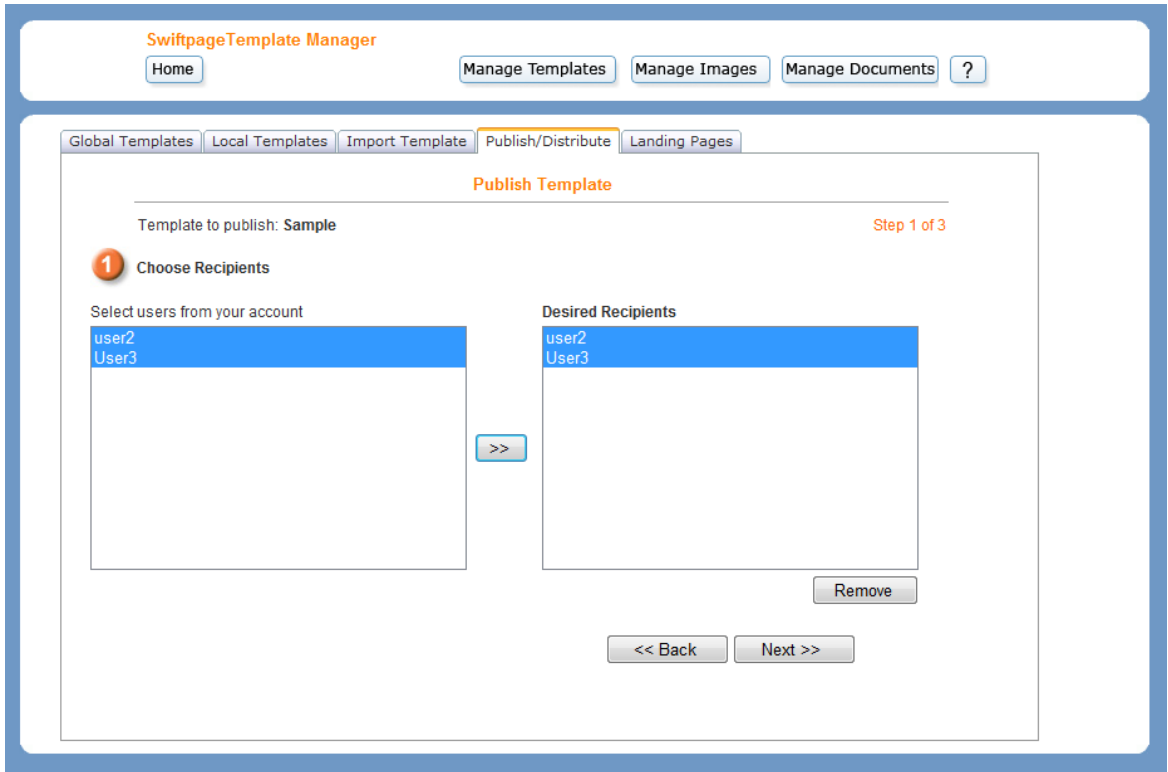 SwiftpageTemplate Manager
Home Manage Templates Manage Images Manage Documents ?
Global Templates Local Templates Import Template Publish/Distribute Landing Pages
Publish Template
Template to publish: Sample Step 1 of 3
1 Choose Recipients
Select users from your account Desired Recipients
user2 user2
User3 User3
>>
Remove
<< Back Next >>